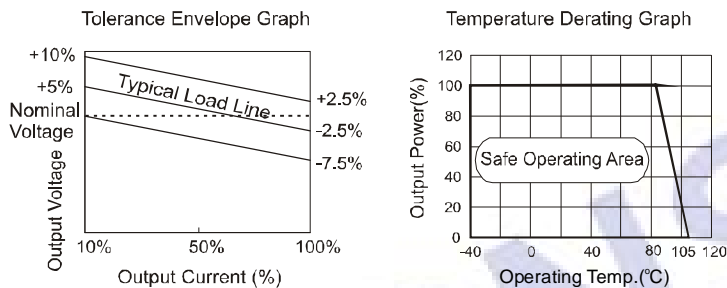 Tolerance Envelope Graph
+10%
+5%
Nominal
Voltage
Output Voltage
Typical Load Line
+2.5%
-2.5%
-7.5%
10%
50%
100%
Output Current (%)
Temperature Derating Graph
Output Power(%)
120
100
80
60
40
20
0
Safe Operating Area
-40
0
40
80
105
120
Operating Temp.(°C)